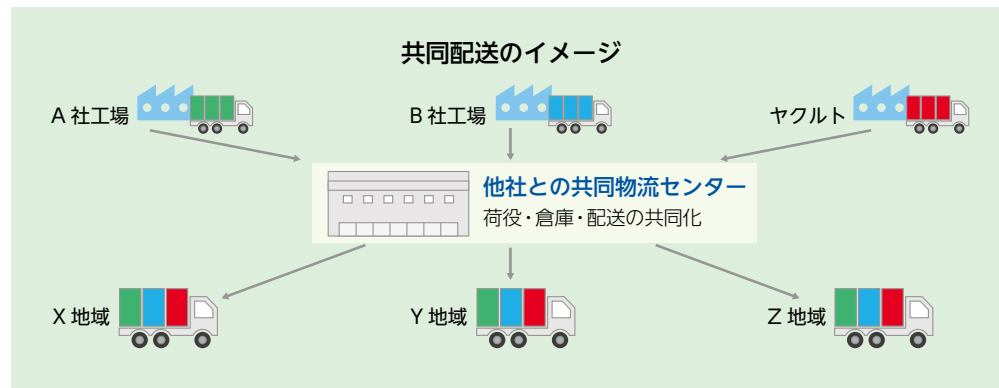 共同配送のイメージ
A 社工場
B 社工場
ヤクルト
他社との共同物流センター
荷役・倉庫・配送の共同化
X 地域
Y 地域
Z 地域